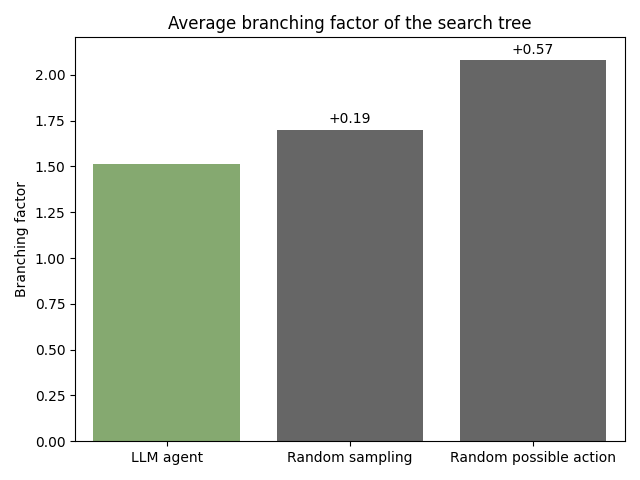 Average branching factor of the search tree
+0.57
+0.19
2.00
1.75
1.50
1.25
1.00
0.75
0.50
0.25
0.00
Branching factor
LLM agent
Random sampling
Random possible action